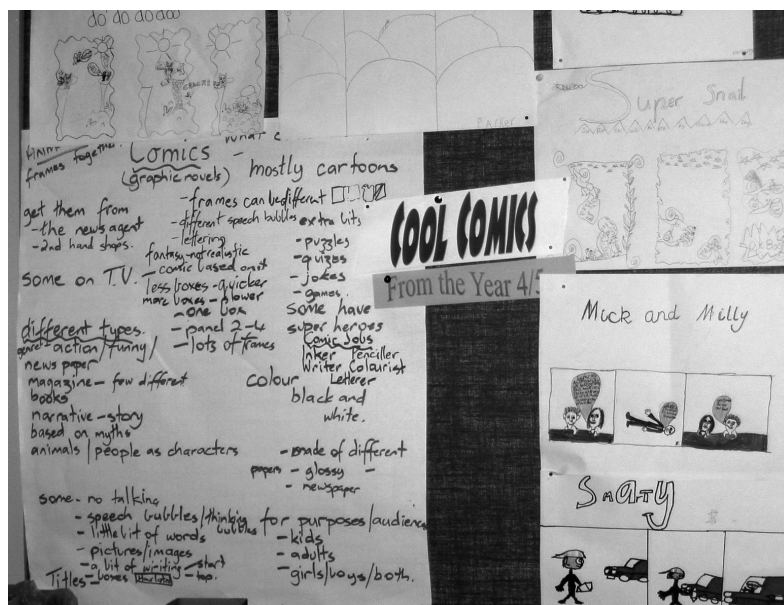 do do do doo
PARKER
Super Snail
frames together
Comics
(graphic novels)
mostly cartoons
- frames can be different
- different speech bubbles
- lettering
fantasy - not realistic
- comic based on it
less boxes - quicker
more boxes - slower
- one box
- panel 2-4
- lots of frames
get them from
- the news agent
- 2nd hand shops.
some on T.V.
extra bits
- puzzles
- quizes
- jokes
- games.
some have
super heroes
Comic Jobs
Inker Penciller
Writer Colourist
Letterer
different types.
genre - action/funny/
news paper
magazine - few different
books
narrative - story
based on myths
animals/people as characters
colour
black and
white.
- made of different
papers - glossy -
- newspaper
some - no talking
- speech bubbles/thinking
bubbles
- little bit of words
- pictures/images
- a bit of writing - start
Titles - boxes - top.
for purposes/audience
- kids
- adults
- girls/boys/both.
COOL COMICS
From the Year 4/5
Mick and Milly
SMATY